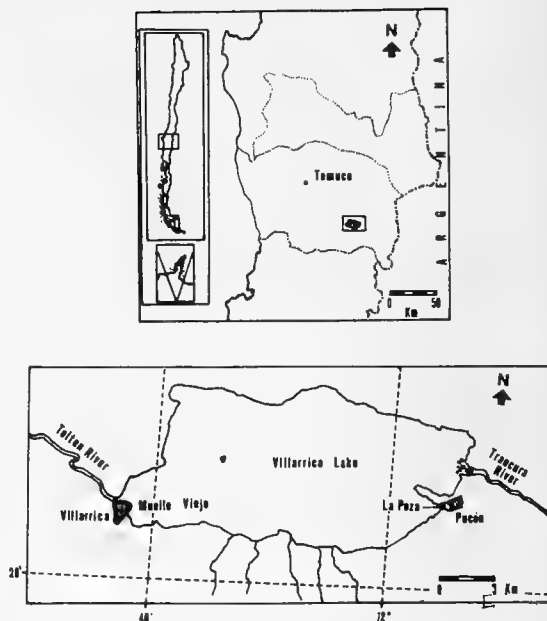 N
ARGENTINA
Temuco
0 50
Km
N
Tolten River
Villarrica Lake
Trancura
River
Villarrica
Muelle Viejo
La Poza
Pucón
0 3
Km
20'
40'
72°